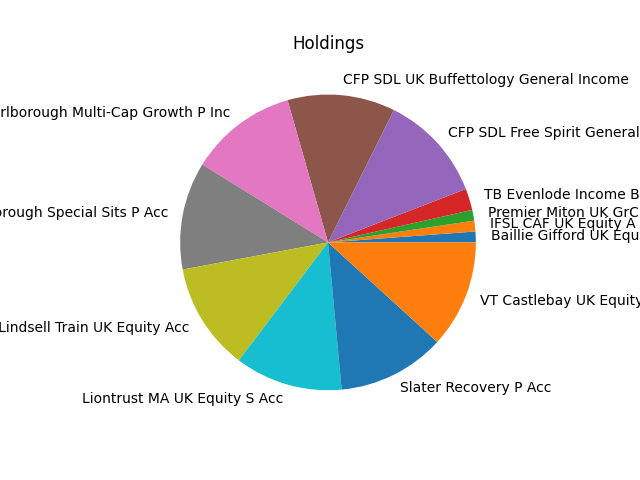 Holdings
CFP SDL UK Buffettology General Income
CFP SDL Free Spirit General
TB Evenlode Income B
Premier Miton UK GrC
IFSL CAF UK Equity A
Baillie Gifford UK Equ
VT Castlebay UK Equity
Slater Recovery P Acc
Liontrust MA UK Equity S Acc
Lindsell Train UK Equity Acc
orough Special Sits P Acc
rlborough Multi-Cap Growth P Inc